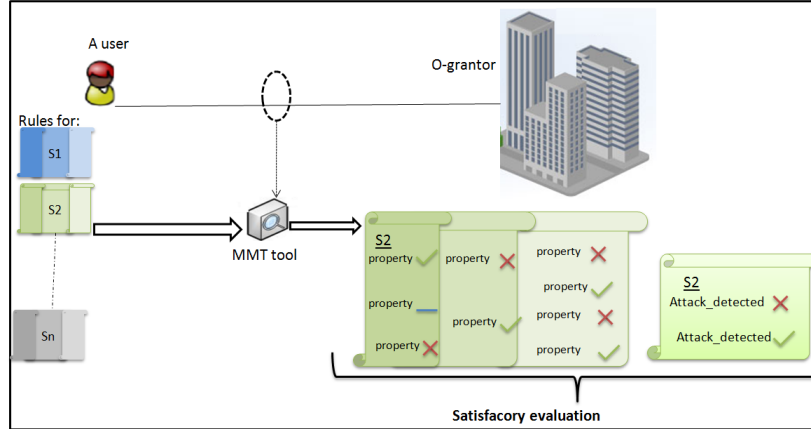 A user
O-grantor
Rules for:
S1
S2
Sn
MMT tool
S2
property
property
property
property
property
property
property
property
property
S2
Attack_detected
Attack_detected
Satisfacory evaluation